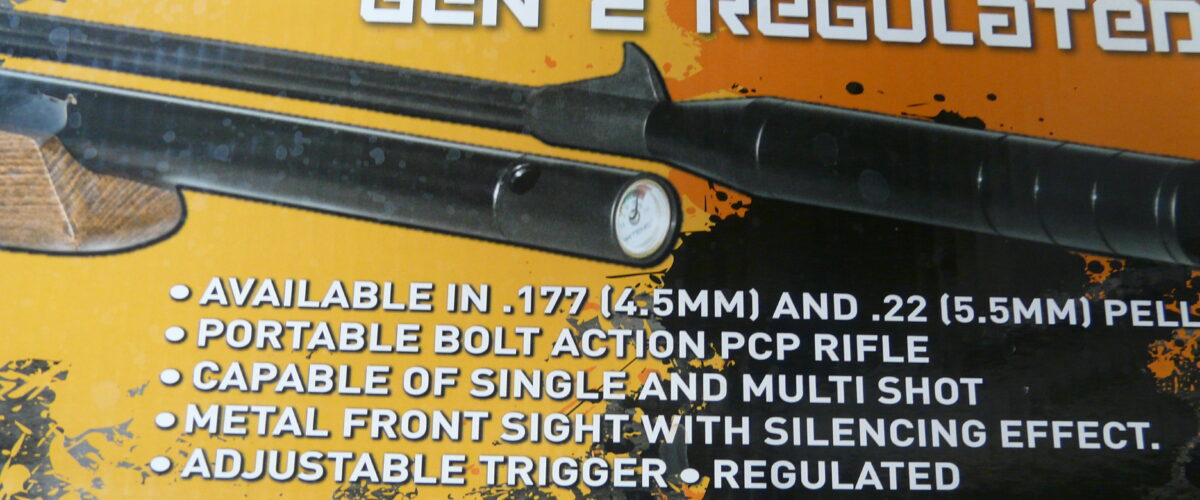 GEN 2 REGULATED
• AVAILABLE IN .177 (4.5MM) AND .22 (5.5MM) PELL
• PORTABLE BOLT ACTION PCP RIFLE
• CAPABLE OF SINGLE AND MULTI SHOT
• METAL FRONT SIGHT WITH SILENCING EFFECT.
• ADJUSTABLE TRIGGER • REGULATED